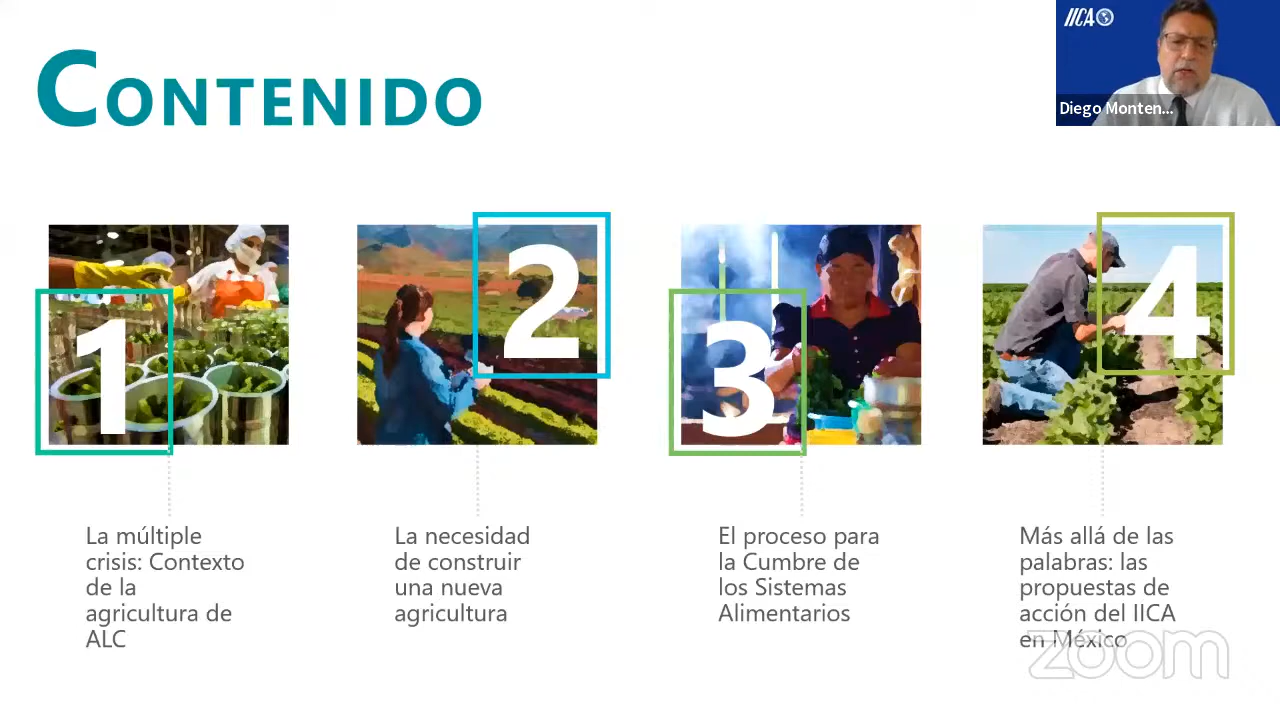 CONTENIDO
IICA
Diego Monten...
1
2
3
4
La múltiple
crisis: Contexto
de la
agricultura de
ALC
La necesidad
de construir
una nueva
agricultura
El proceso para
la Cumbre de
los Sistemas
Alimentarios
Más allá de las
palabras: las
propuestas de
acción del IICA
en México
zoom